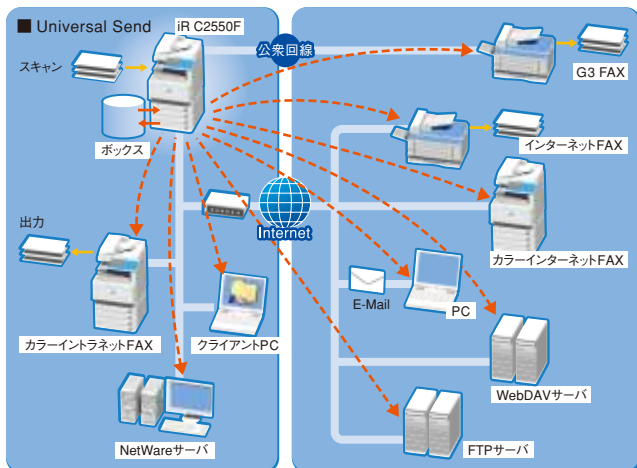 ■ Universal Send
iR C2550F
スキャン
公衆回線
G3 FAX
ボックス
インターネットFAX
Internet
カラーインターネットFAX
出力
E-Mail
PC
カラーイントラネットFAX
クライアントPC
WebDAVサーバ
NetWareサーバ
FTPサーバ